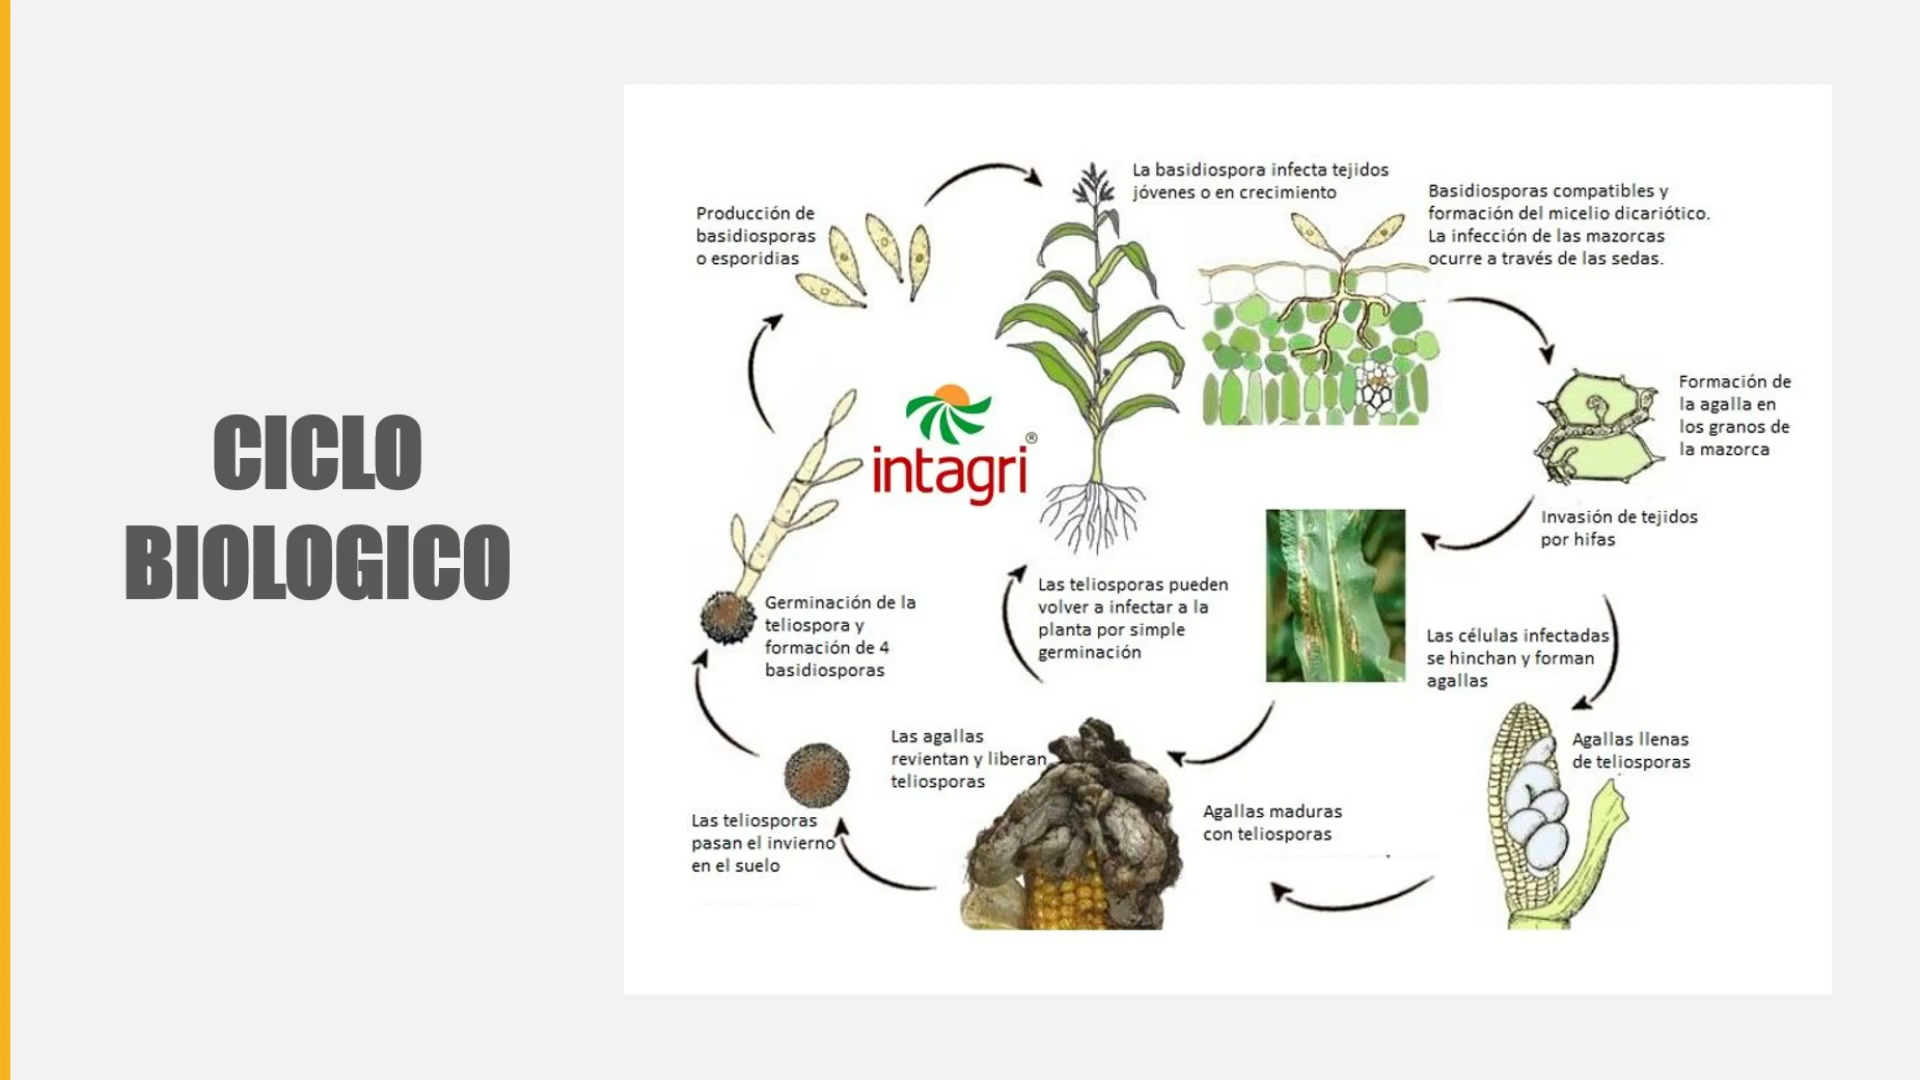 CICLO
BIOLOGICO
La basidiospora infecta tejidos
jóvenes o en crecimiento
Basidiosporas compatibles y
formación del micelio dicariótico.
La infección de las mazorcas
ocurre a través de las sedas.
Producción de
basidiosporas
o esporidias
Formación de
la agalla en
los granos de
la mazorca
intagri®
Invasión de tejidos
por hifas
Las teliosporas pueden
volver a infectar a la
planta por simple
germinación
Germinación de la
teliospora y
formación de 4
basidiosporas
Las células infectadas
se hinchan y forman
agallas
Las agallas
revientan y liberan
teliosporas
Agallas llenas
de teliosporas
Agallas maduras
con teliosporas
Las teliosporas
pasan el invierno
en el suelo